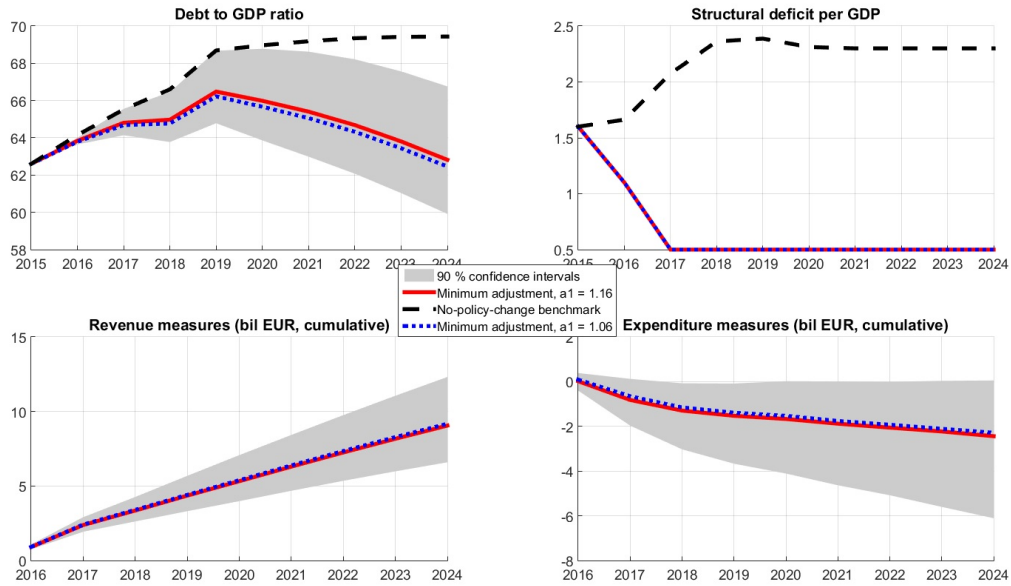 Debt to GDP ratio
70
68
66
64
62
60
58
2015 2016 2017 2018 2019 2020 2021 2022 2023 2024
Structural deficit per GDP
2.5
2
1.5
1
0.5
2015 2016 2017 2018 2019 2020 2021 2022 2023 2024
90 % confidence intervals
Minimum adjustment, a1 = 1.16
No-policy-change benchmark
Minimum adjustment, a1 = 1.06
Revenue measures (bil EUR, cumulative)
15
10
5
0
2016 2017 2018 2019 2020 2021 2022 2023 2024
Expenditure measures (bil EUR, cumulative)
2
0
-2
-4
-6
-8
2016 2017 2018 2019 2020 2021 2022 2023 2024